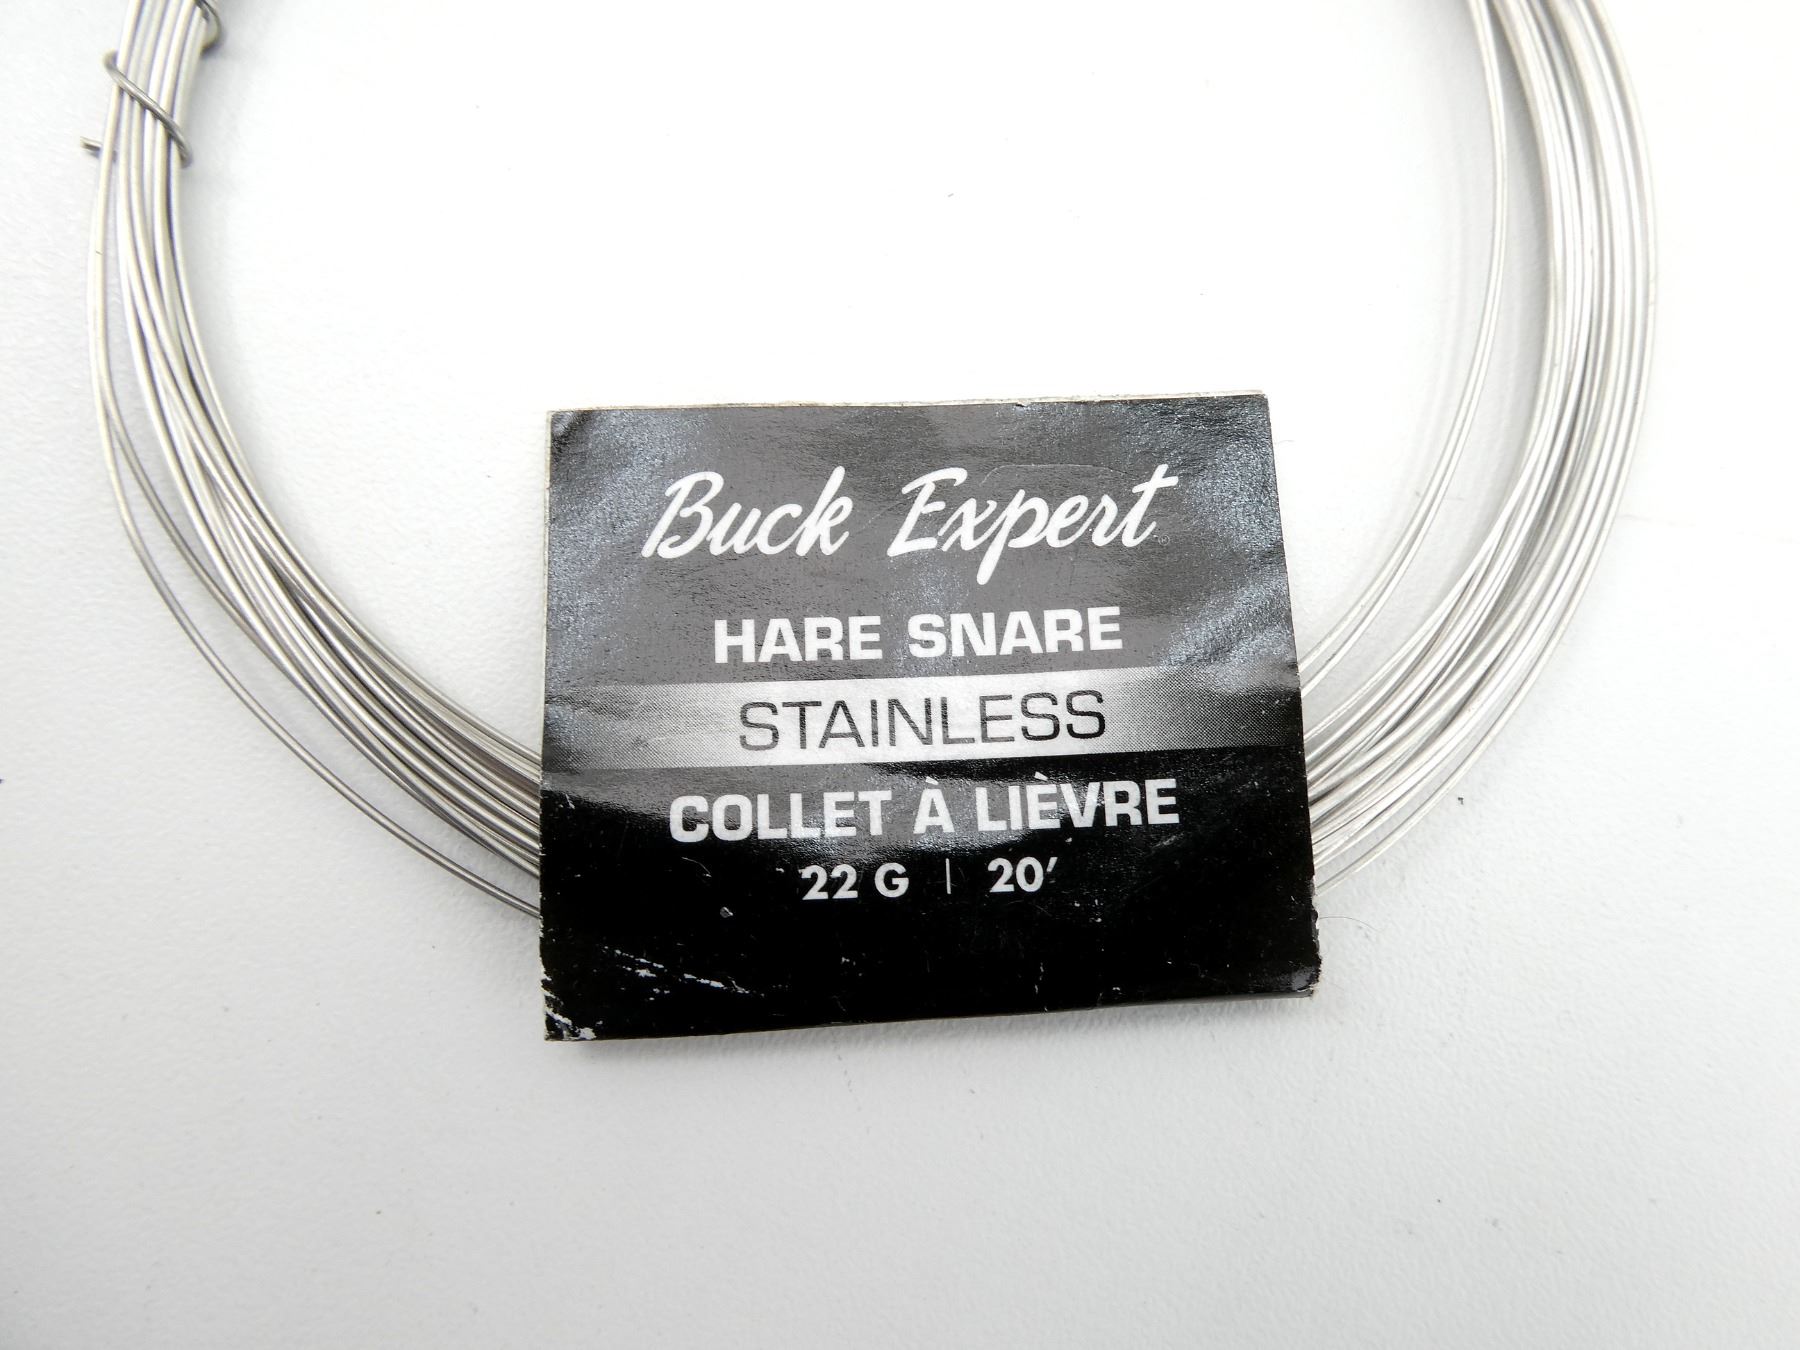 Buck Expert
HARE SNARE
STAINLESS
COLLET À LIÈVRE
22 G | 20'